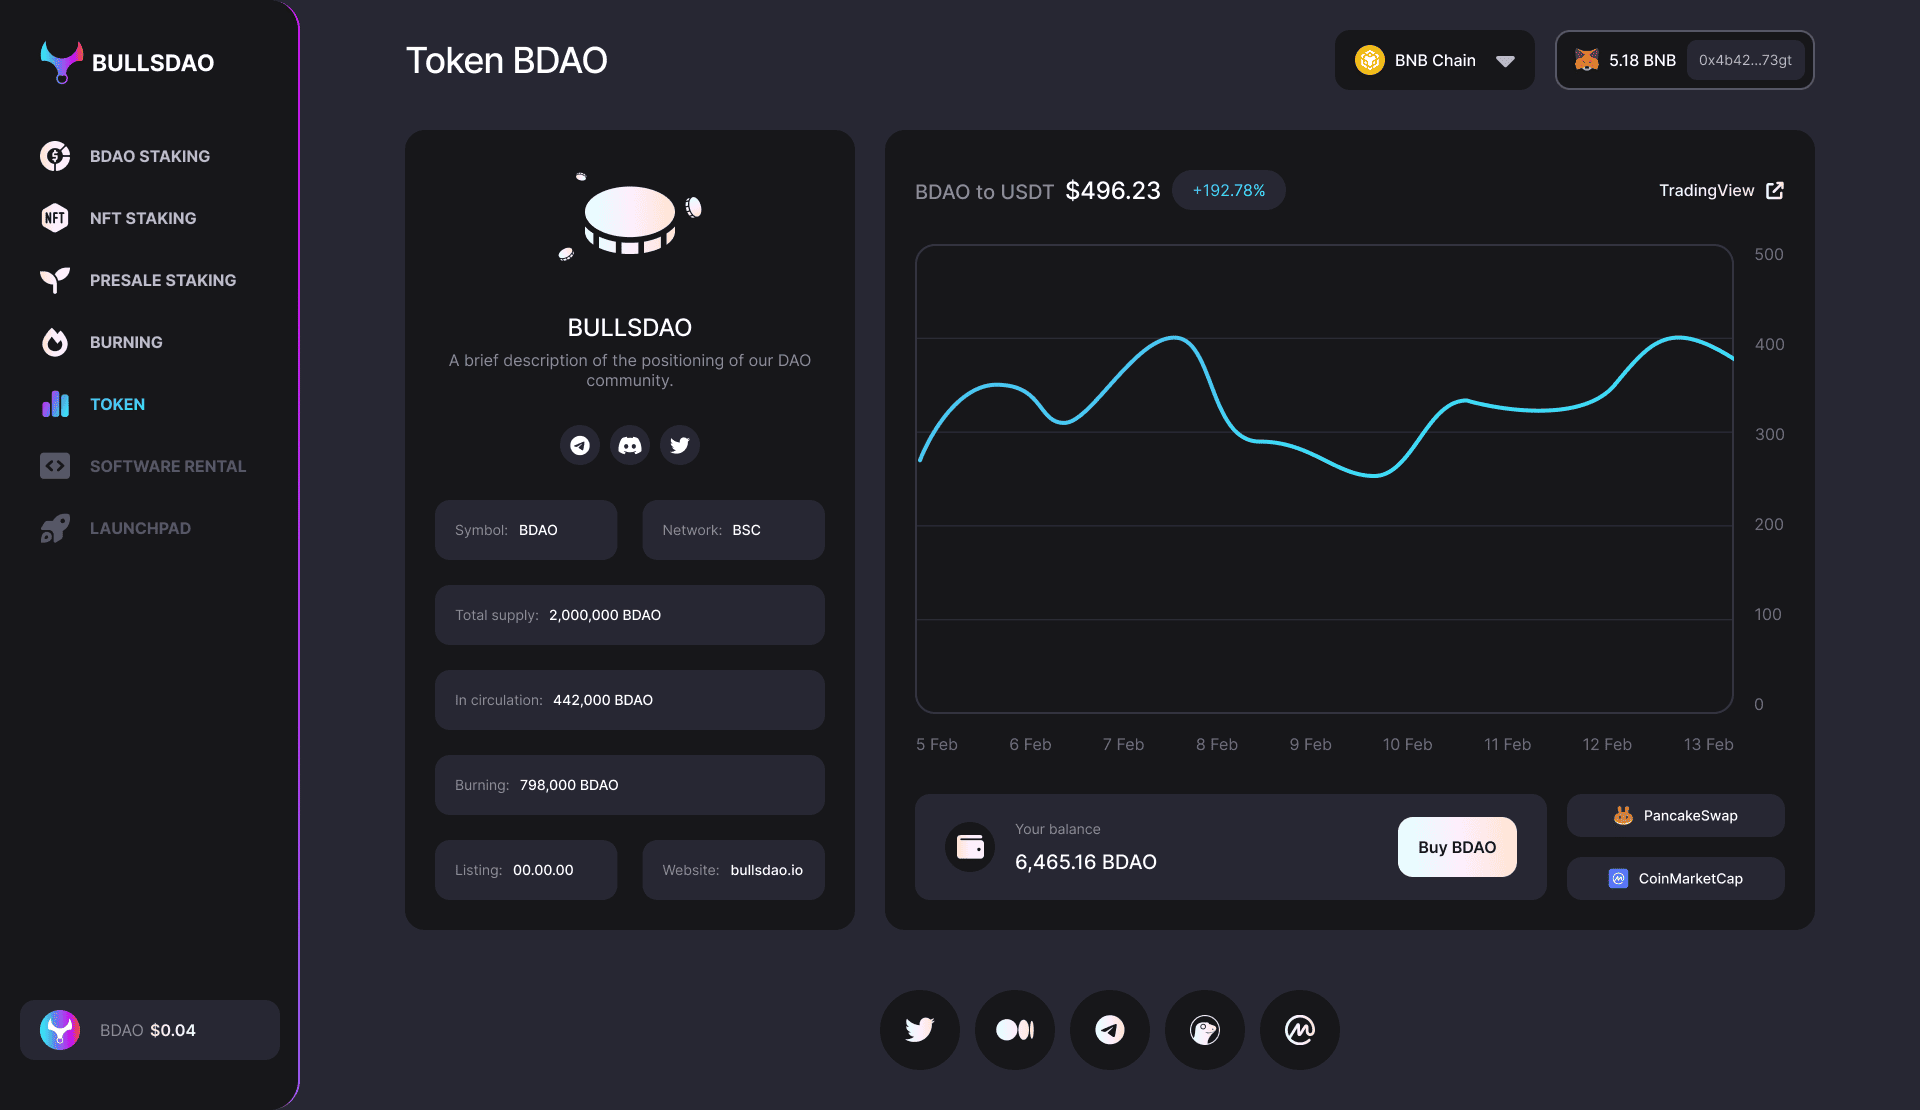 BULLSDAO
BDAO STAKING
NFT
NFT STAKING
PRESALE STAKING
BURNING
TOKEN
SOFTWARE RENTAL
LAUNCHPAD
BDAO $0.04
Token BDAO
BNB Chain
5.18 BNB
0x4b42...73gt
BULLSDAO
A brief description of the positioning of our DAO
community.
Symbol: BDAO
Network: BSC
Total supply: 2,000,000 BDAO
In circulation: 442,000 BDAO
Burning: 798,000 BDAO
Listing: 00.00.00
Website: bullsdao.io
BDAO to USDT $496.23 +192.78%
TradingView
500
400
300
200
100
0
5 Feb 6 Feb 7 Feb 8 Feb 9 Feb 10 Feb 11 Feb 12 Feb 13 Feb
Your balance
6,465.16 BDAO
Buy BDAO
PancakeSwap
CoinMarketCap